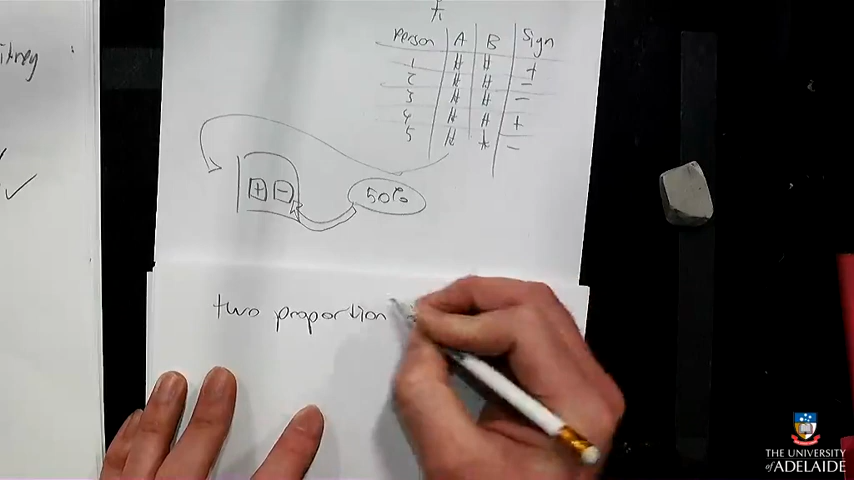 Person A B Sign
1 # # +
2 # # -
3 # # -
4 # # +
5 # # -
+ -
50%
two proportion
THE UNIVERSITY
of ADELAIDE